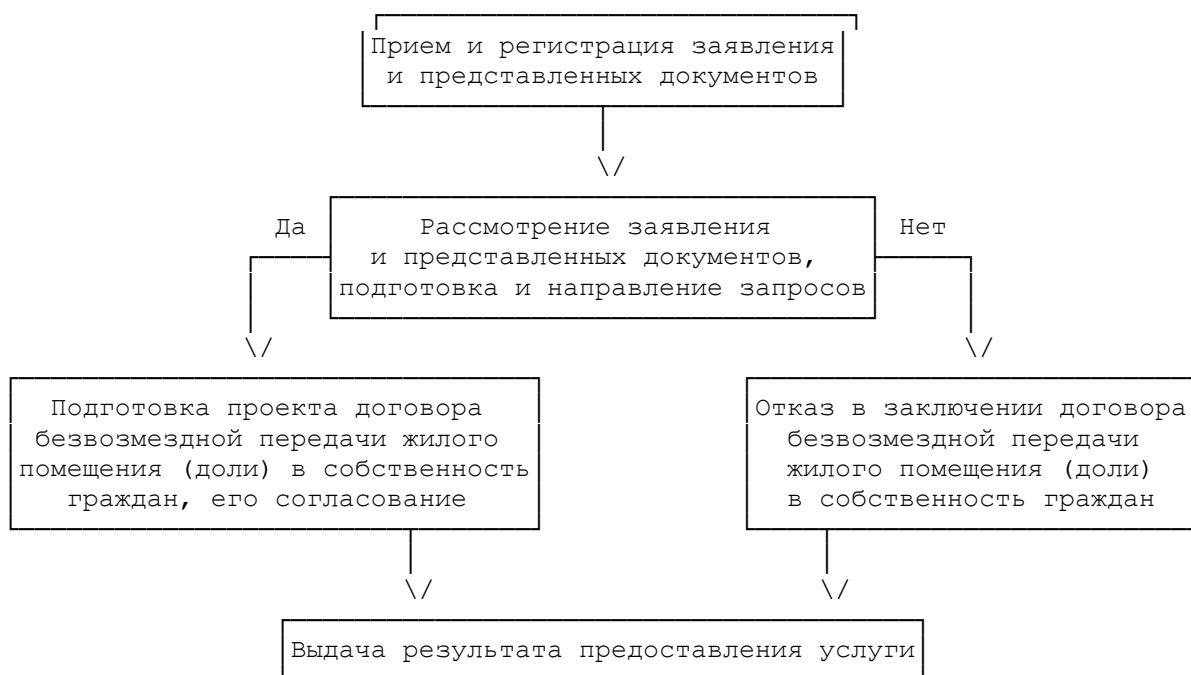 Прием и регистрация заявления
и представленных документов
Да
Рассмотрение заявления
и представленных документов,
подготовка и направление запросов
Нет
Подготовка проекта договора
безвозмездной передачи жилого
помещения (доли) в собственность
граждан, его согласование
Отказ в заключении договора
безвозмездной передачи
жилого помещения (доли)
в собственность граждан
Выдача результата предоставления услуги